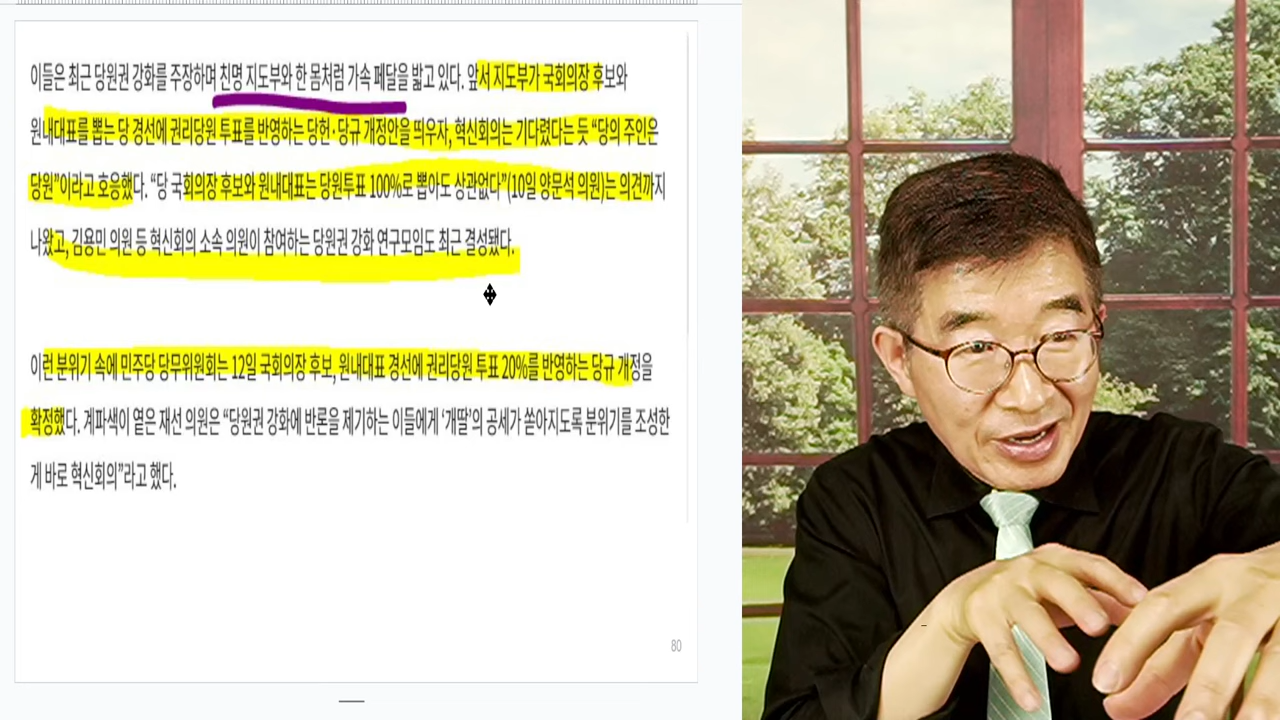 이들은 최근 당원권 강화를 주장하며 친명 지도부와 한 몸처럼 가속 페달을 밟고 있다. 앞서 지도부가 국회의장 후보와
원내대표를 뽑는 당 경선에 권리당원 투표를 반영하는 당헌·당규 개정안을 띄우자, 혁신회의는 기다렸다는 듯 “당의 주인은
당원”이라고 호응했다. “당 국회의장 후보와 원내대표는 당원투표 100%로 뽑아도 상관없다”(10일 양문석 의원)는 의견까지
나왔고, 김용민 의원 등 혁신회의 소속 의원이 참여하는 당원권 강화 연구모임도 최근 결성됐다.
이런 분위기 속에 민주당 당무위원회는 12일 국회의장 후보, 원내대표 경선에 권리당원 투표 20%를 반영하는 당규 개정을
확정했다. 계파색이 옅은 재선 의원은 “당원권 강화에 반론을 제기하는 이들에게 ‘개딸’의 공세가 쏟아지도록 분위기를 조성한
게 바로 혁신회의”라고 했다.
80